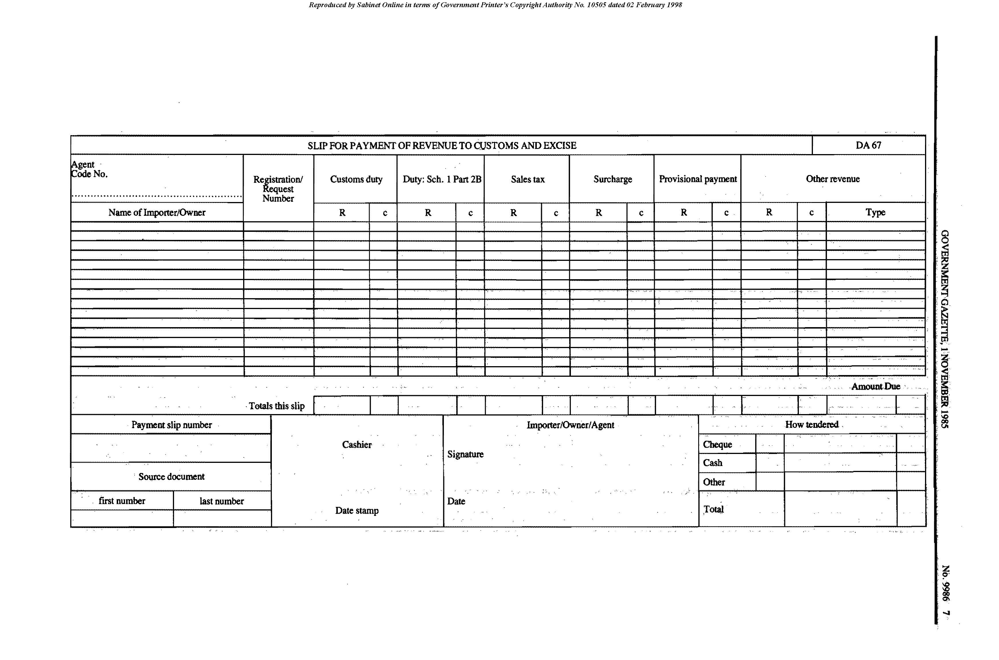 Reproduced by Sabinet Online in terms of Government Printer's Copyright Authority No. 10505 dated 02 February 1998
SLIP FOR PAYMENT OF REVENUE TO CUSTOMS AND EXCISE
DA 67
Agent
Code No.
Registration/
Request
Number
Customs duty
Duty: Sch. 1 Part 2B
Sales tax
Surcharge
Provisional payment
Other revenue
Name of Importer/Owner
R c R c R c R c R c R c Type
Amount Due
Totals this slip
Payment slip number
Source document
first number
last number
Cashier
Date stamp
Importer/Owner/Agent
Signature
Date
How tendered
Cheque
Cash
Other
Total
GOVERNMENT GAZETTE, 1 NOVEMBER 1985
No. 9986 7